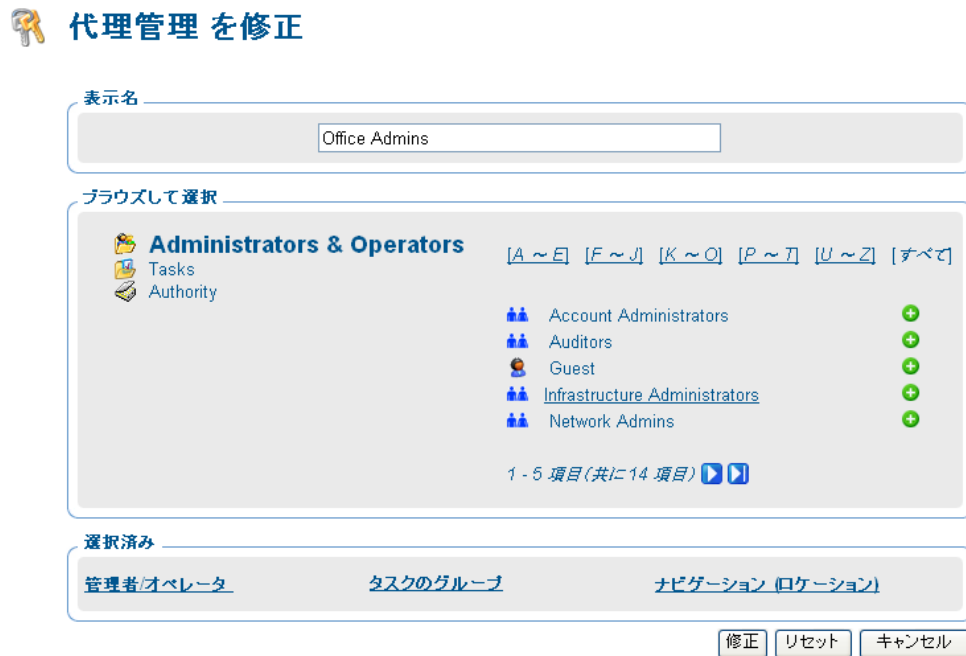 代理管理 を修正
表示名
Office Admins
ブラウズして選択
Administrators & Operators
Tasks
Authority
[A ～ E] [F ～ J] [K ～ O] [P ～ T] [U ～ Z] [すべて]
Account Administrators
Auditors
Guest
Infrastructure Administrators
Network Admins
1 - 5 項目(共に14 項目)
選択済み
管理者/オペレータ タスクのグループ ナビゲーション (ロケーション)
修正 リセット キャンセル